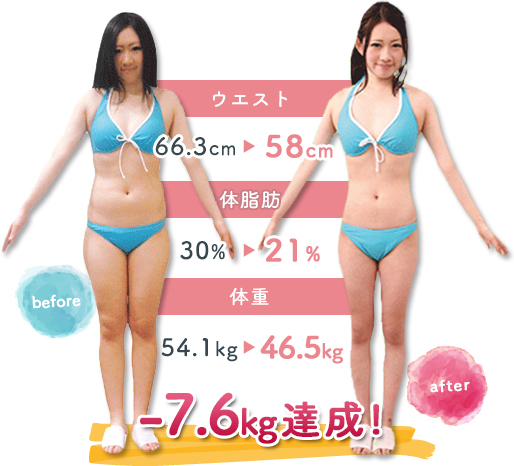 ウエスト
66.3cm ▶ 58cm
体脂肪
30% ▶ 21%
before
体重
54.1kg ▶ 46.5kg
after
-7.6kg達成!